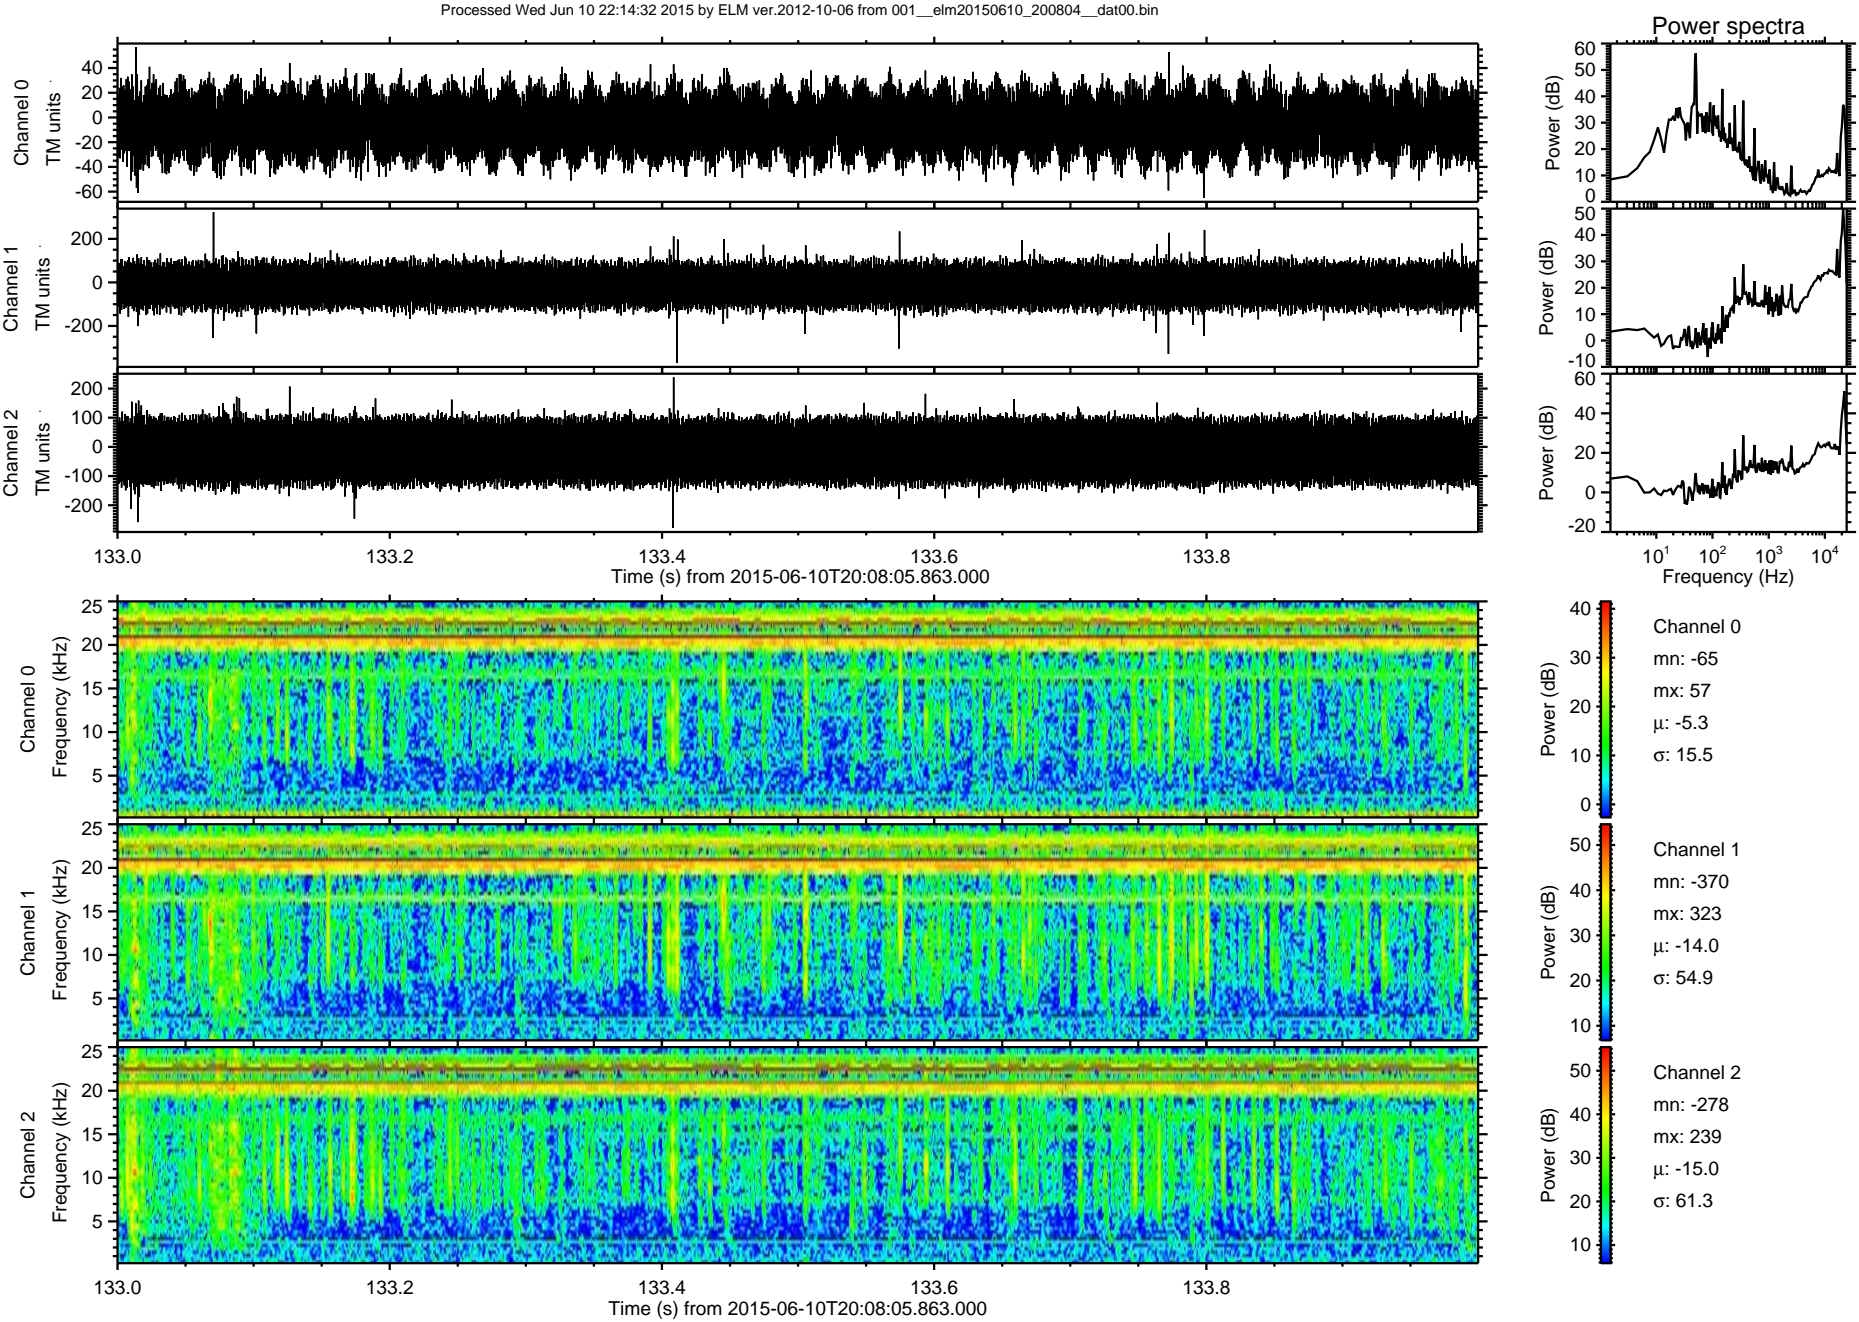 Processed Wed Jun 10 22:14:32 2015 by ELM ver.2012-10-06 from 001__elm20150610_200804__dat00.bin
Power spectra
Channel 0
TM units
40
20
0
-20
-40
-60
Power (dB)
60
50
40
30
20
10
0
Channel 1
TM units
200
0
-200
Power (dB)
50
40
30
20
10
0
-10
Channel 2
TM units
200
100
0
-100
-200
Power (dB)
60
40
20
0
-20
133.0 133.2 133.4 133.6 133.8
Time (s) from 2015-06-10T20:08:05.863.000
10¹ 10² 10³ 10⁴
Frequency (Hz)
Channel 0
Frequency (kHz)
25
20
15
10
5
Power (dB)
40
30
20
10
0
Channel 0
mn: -65
mx: 57
μ: -5.3
σ: 15.5
Channel 1
Frequency (kHz)
25
20
15
10
5
Power (dB)
50
40
30
20
10
Channel 1
mn: -370
mx: 323
μ: -14.0
σ: 54.9
Channel 2
Frequency (kHz)
25
20
15
10
5
Power (dB)
50
40
30
20
10
Channel 2
mn: -278
mx: 239
μ: -15.0
σ: 61.3
133.0 133.2 133.4 133.6 133.8
Time (s) from 2015-06-10T20:08:05.863.000